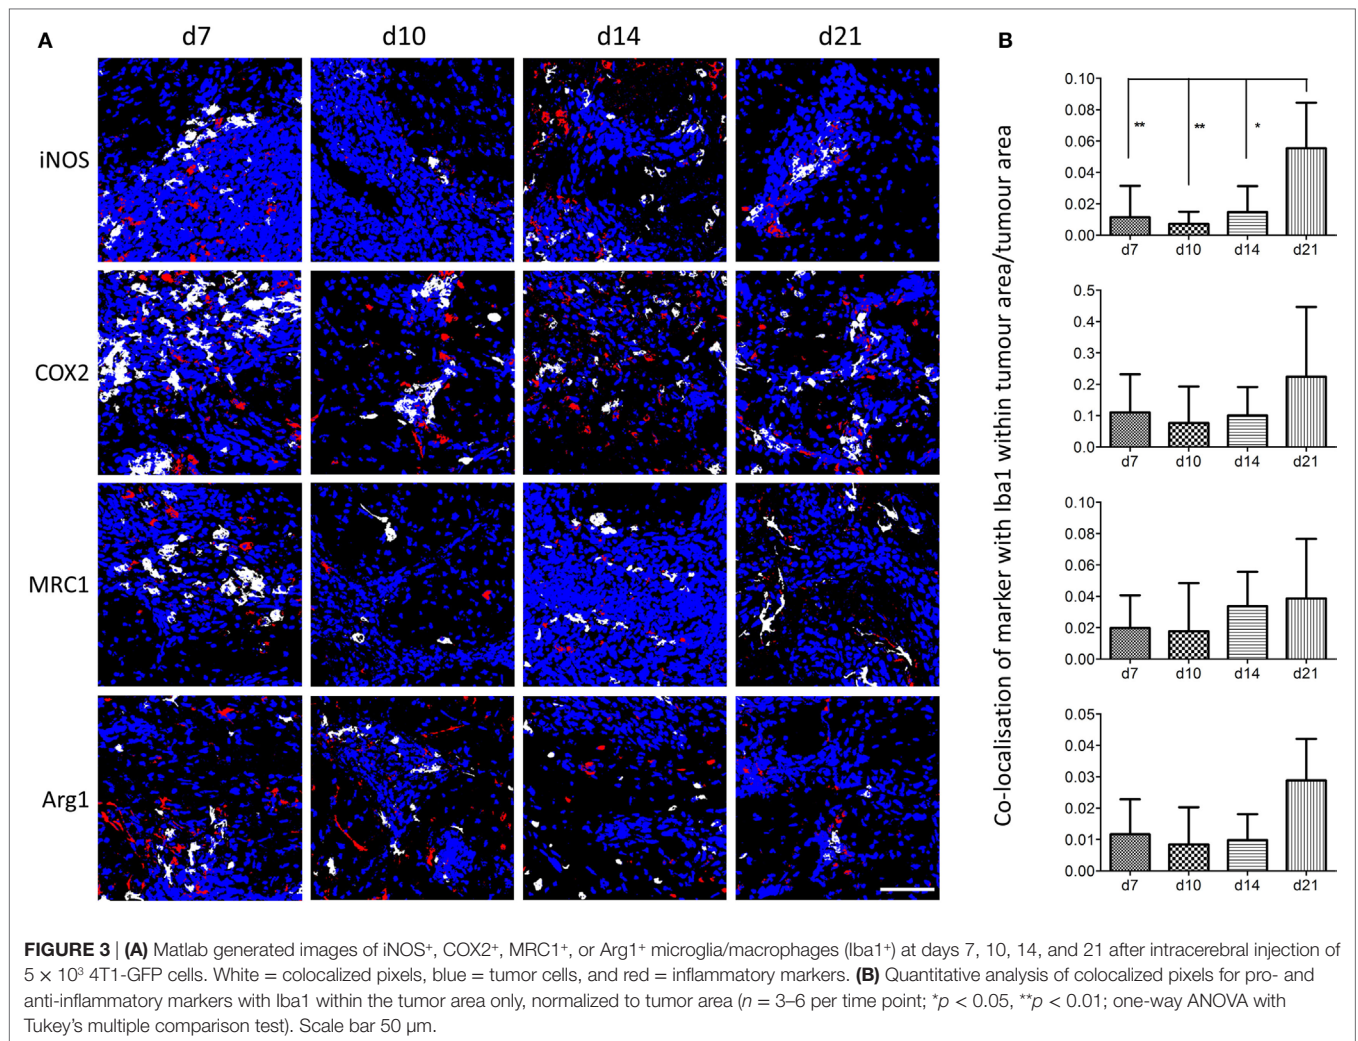 A
d7
d10
d14
d21
iNOS
COX2
MRC1
Arg1
B
Co-localisation of marker with Iba1 within tumour area/tumour area
0.10
0.08
0.06
0.04
0.02
0.00
**
**
*
d7
d10
d14
d21
0.5
0.4
0.3
0.2
0.1
0.0
d7
d10
d14
d21
0.10
0.08
0.06
0.04
0.02
0.00
d7
d10
d14
d21
0.05
0.04
0.03
0.02
0.01
0.00
d7
d10
d14
d21
FIGURE 3 | (A) Matlab generated images of iNOS⁺, COX2⁺, MRC1⁺, or Arg1⁺ microglia/macrophages (Iba1⁺) at days 7, 10, 14, and 21 after intracerebral injection of
5 × 10³ 4T1-GFP cells. White = colocalized pixels, blue = tumor cells, and red = inflammatory markers. (B) Quantitative analysis of colocalized pixels for pro- and
anti-inflammatory markers with Iba1 within the tumor area only, normalized to tumor area (n = 3–6 per time point; *p < 0.05, **p < 0.01; one-way ANOVA with
Tukey's multiple comparison test). Scale bar 50 μm.